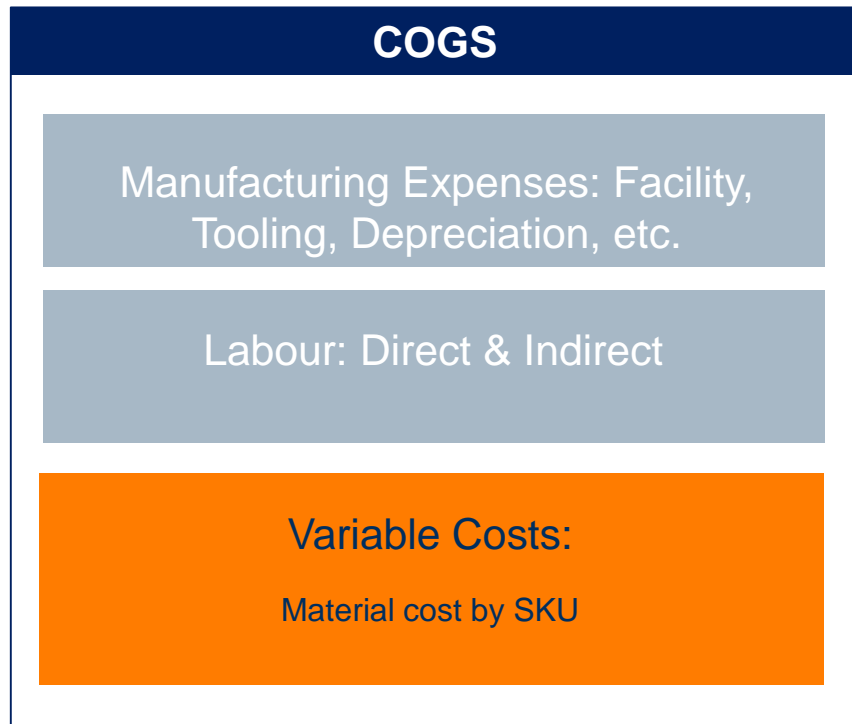 COGS
Manufacturing Expenses: Facility,
Tooling, Depreciation, etc.
Labour: Direct & Indirect
Variable Costs:
Material cost by SKU